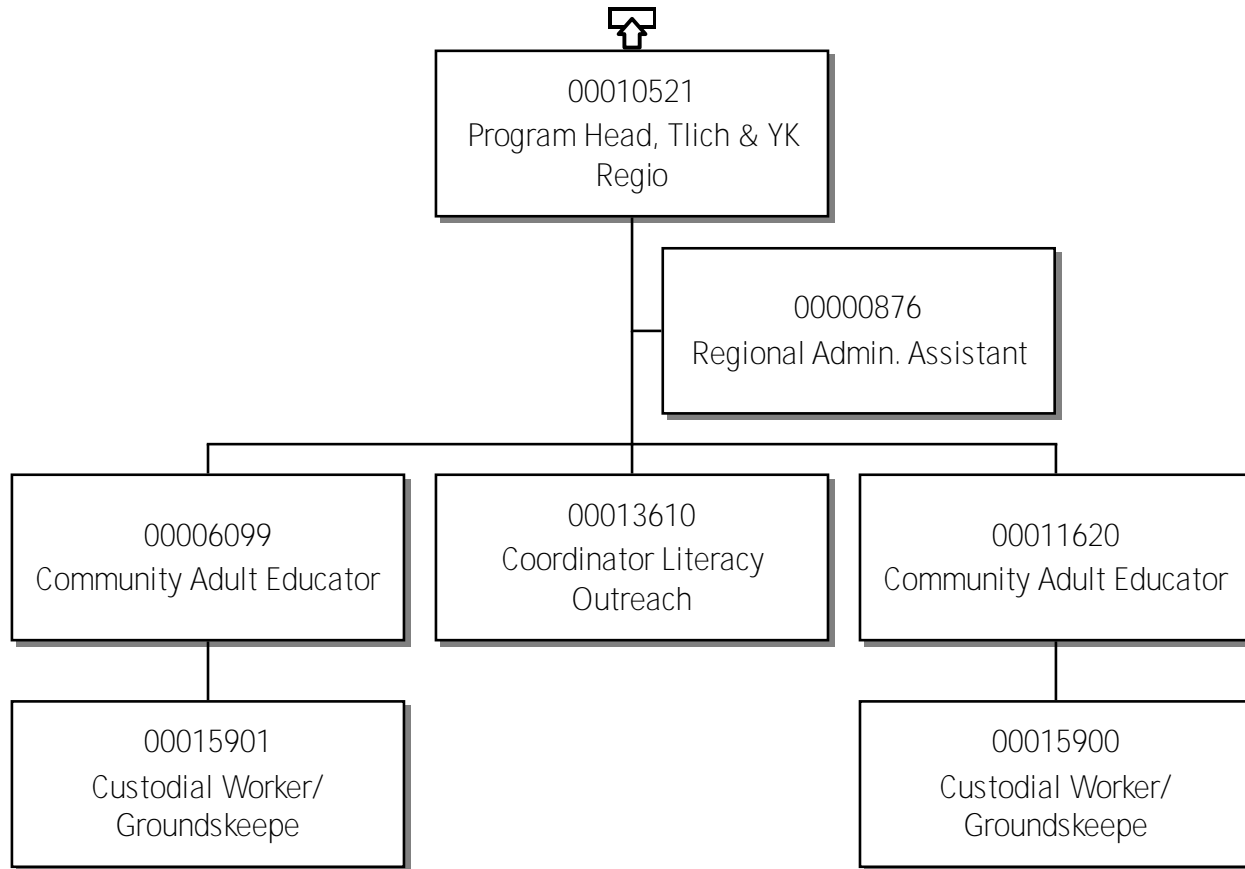 00010521
Program Head, Tlich & YK
Regio
00000876
Regional Admin. Assistant
00006099
Community Adult Educator
00013610
Coordinator Literacy
Outreach
00011620
Community Adult Educator
00015901
Custodial Worker/
Groundskeepe
00015900
Custodial Worker/
Groundskeepe